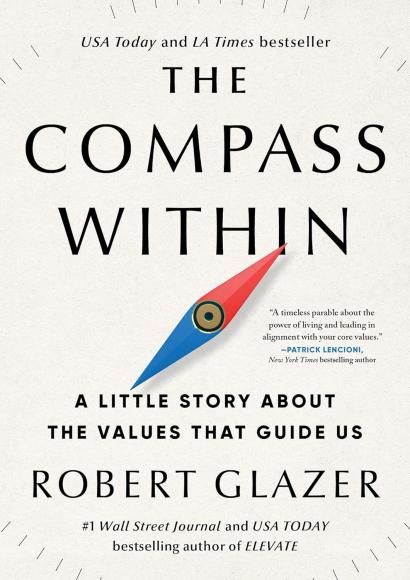 USA Today and LA Times bestseller
THE
COMPASS
WITHIN
“A timeless parable about the
power of living and leading in
alignment with your core values.”
—PATRICK LENCIONI,
New York Times bestselling author
A LITTLE STORY ABOUT
THE VALUES THAT GUIDE US
ROBERT GLAZER
#1 Wall Street Journal and USA TODAY
bestselling author of ELEVATE